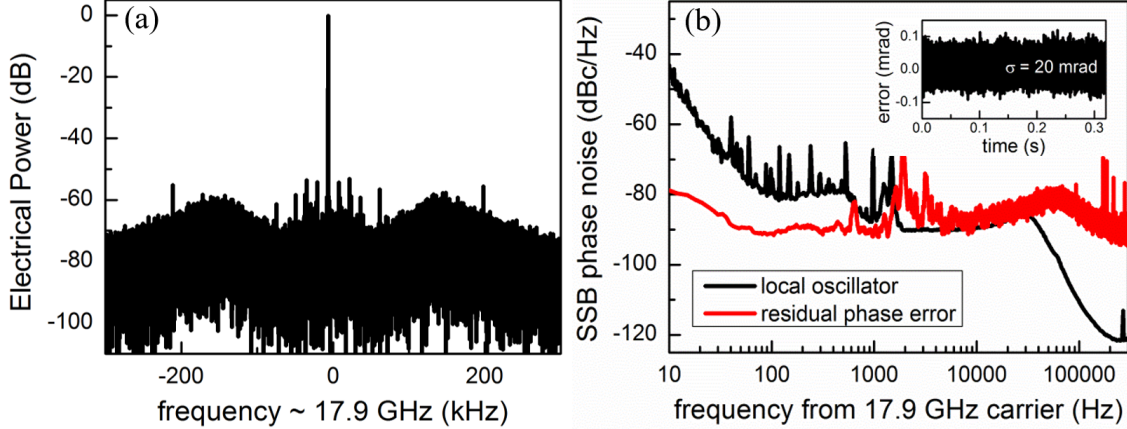 (a)
Electrical Power (dB)
0
-20
-40
-60
-80
-100
-200
0
200
frequency ~ 17.9 GHz (kHz)
(b)
SSB phase noise (dBc/Hz)
-40
-60
-80
-100
-120
10
100
1000
10000
100000
frequency from 17.9 GHz carrier (Hz)
local oscillator
residual phase error
error (mrad)
0.1
0.0
-0.1
σ = 20 mrad
0.0
0.1
0.2
0.3
time (s)